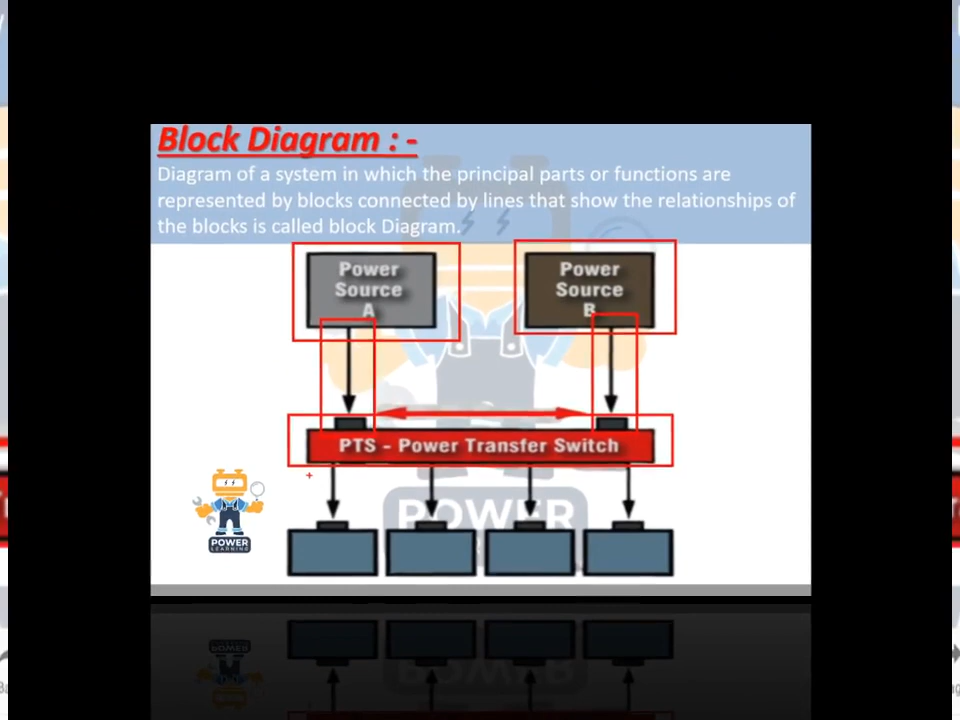 Block Diagram : -
Diagram of a system in which the principal parts or functions are
represented by blocks connected by lines that show the relationships of
the blocks is called block Diagram.
Power
Source
A
Power
Source
B
PTS - Power Transfer Switch
POWER
POWER
LEARNING